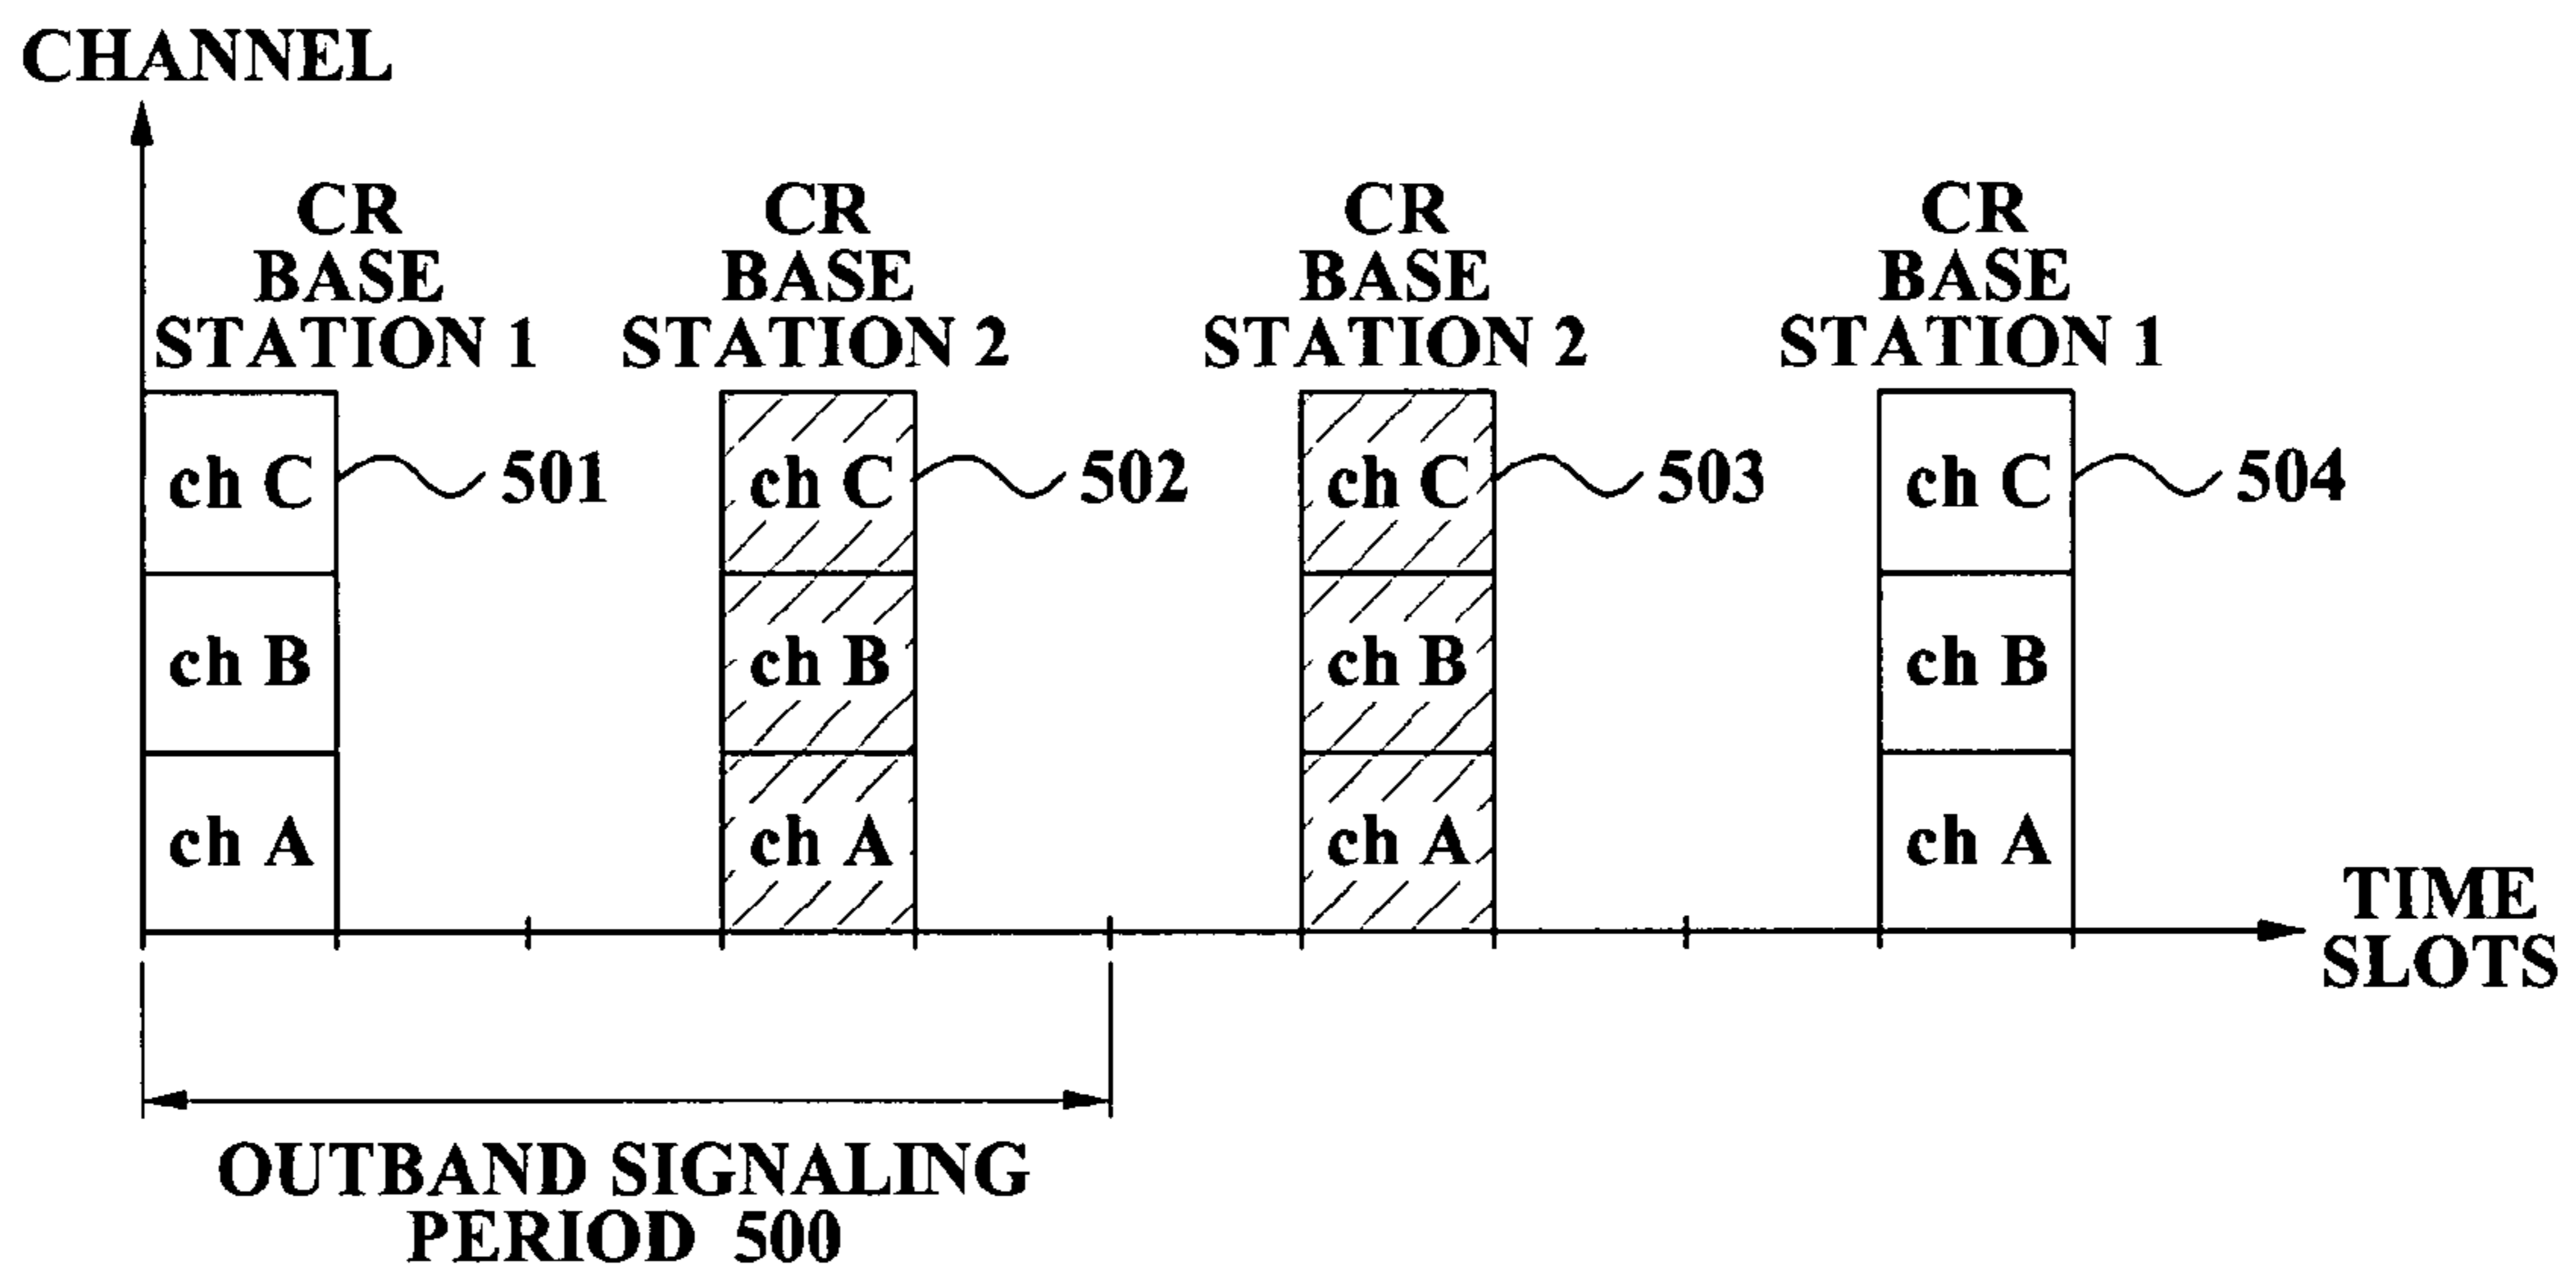 CHANNEL
CR
BASE
STATION 1
CR
BASE
STATION 2
CR
BASE
STATION 2
CR
BASE
STATION 1
ch C
501
ch C
502
ch C
503
ch C
504
ch B
ch B
ch B
ch B
ch A
ch A
ch A
ch A
TIME
SLOTS
OUTBAND SIGNALING
PERIOD 500